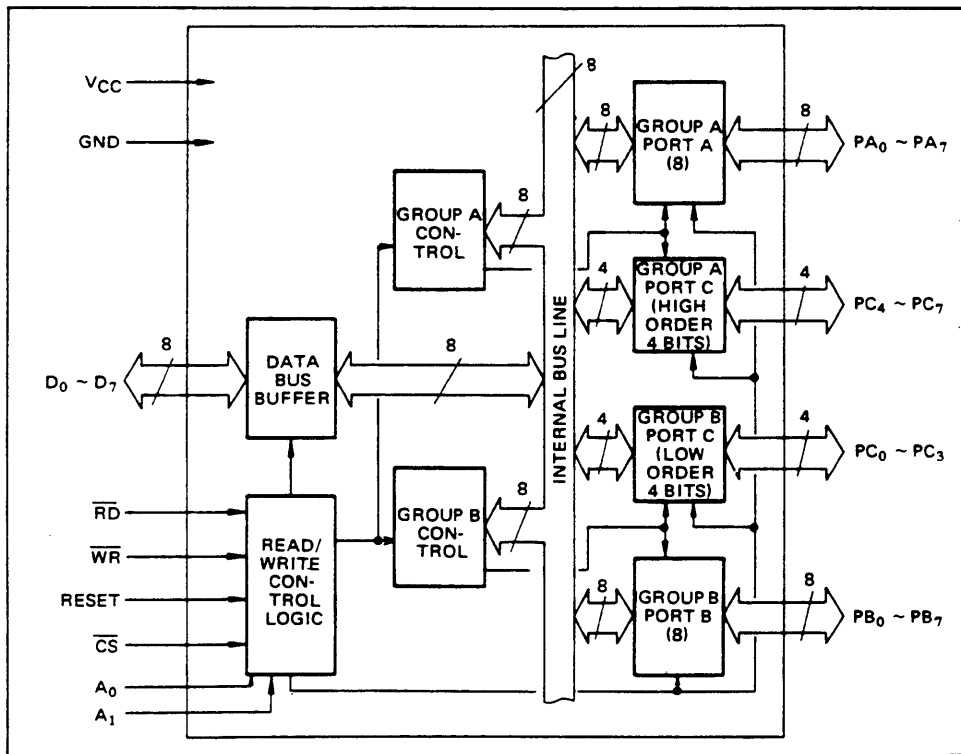 VCC
GND
8
GROUP A
PORT A
(8)
8
8
PA0 ~ PA7
GROUP A
CON-
TROL
8
GROUP A
PORT C
(HIGH
ORDER
4 BITS)
4
4
PC4 ~ PC7
INTERNAL BUS LINE
D0 ~ D7
8
DATA
BUS
BUFFER
8
GROUP B
PORT C
(LOW
ORDER
4 BITS)
4
4
PC0 ~ PC3
R̅D̅
W̅R̅
RESET
C̅S̅
A0
A1
READ/
WRITE
CON-
TROL
LOGIC
GROUP B
CON-
TROL
8
GROUP B
PORT B
(8)
8
8
PB0 ~ PB7